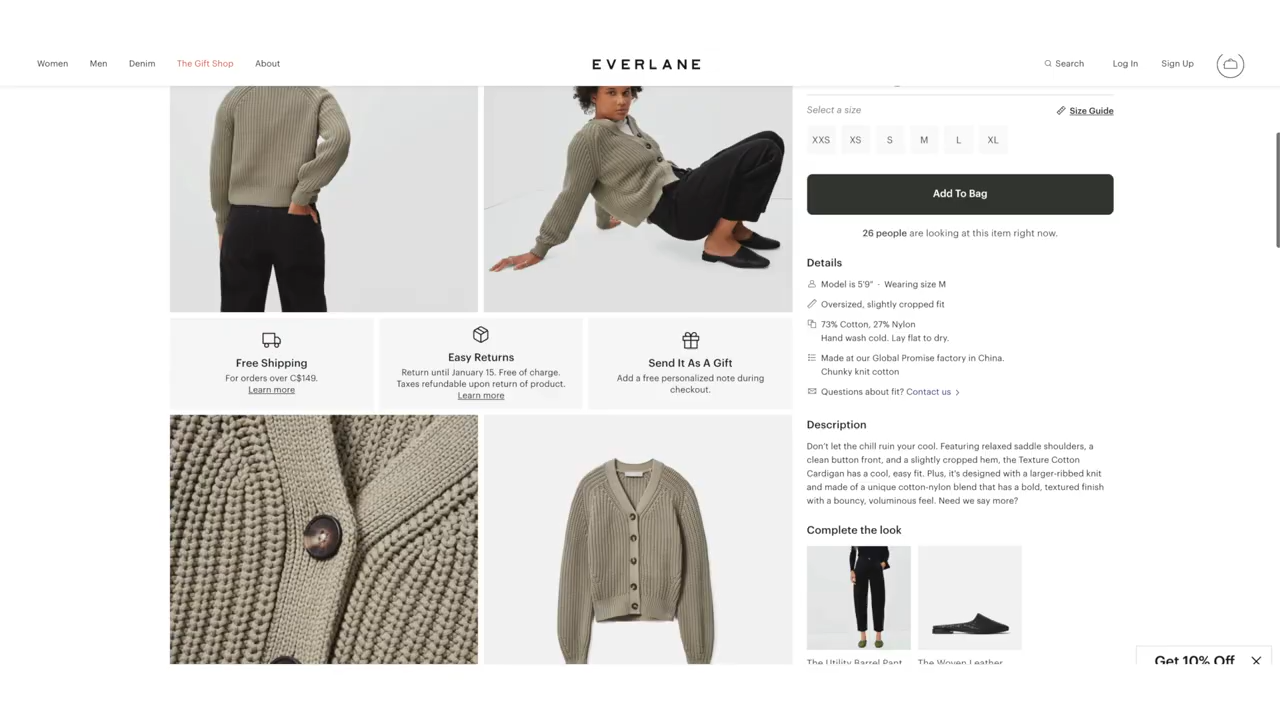 Women Men Denim The Gift Shop About
EVERLANE
Search Log In Sign Up
Select a size
Size Guide
XXS XS S M L XL
Add To Bag
26 people are looking at this item right now.
Details
Model is 5'9" · Wearing size M
Oversized, slightly cropped fit
73% Cotton, 27% Nylon
Hand wash cold. Lay flat to dry.
Made at our Global Promise factory in China.
Chunky knit cotton
Questions about fit? Contact us >
Free Shipping
For orders over C$149.
Learn more
Easy Returns
Return until January 15. Free of charge.
Taxes refundable upon return of product.
Learn more
Send It As A Gift
Add a free personalized note during
checkout.
Description
Don't let the chill ruin your cool. Featuring relaxed saddle shoulders, a
clean button front, and a slightly cropped hem, the Texture Cotton
Cardigan has a cool, easy fit. Plus, it's designed with a larger-ribbed knit
and made of a unique cotton-nylon blend that has a bold, textured finish
with a bouncy, voluminous feel. Need we say more?
Complete the look
The Utility Barrel Pant
The Woven Leather
Get 10% Off